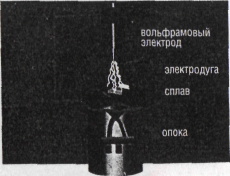 вольфрамовый
электрод
электродуга
сплав
опока